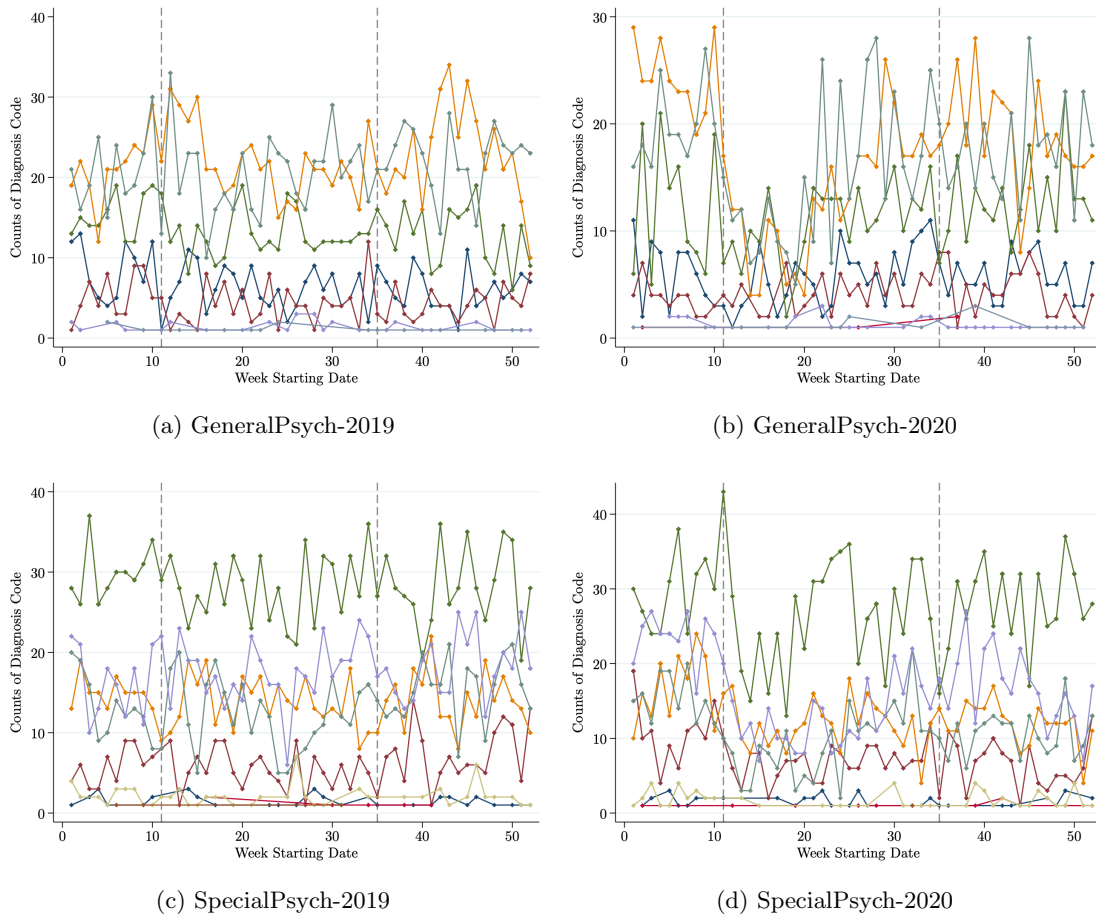 40
30
20
10
0
Counts of Diagnosis Code
0 10 20 30 40 50
Week Starting Date
(a) GeneralPsych-2019
30
20
10
0
Counts of Diagnosis Code
0 10 20 30 40 50
Week Starting Date
(b) GeneralPsych-2020
40
30
20
10
0
Counts of Diagnosis Code
0 10 20 30 40 50
Week Starting Date
(c) SpecialPsych-2019
40
30
20
10
0
Counts of Diagnosis Code
0 10 20 30 40 50
Week Starting Date
(d) SpecialPsych-2020